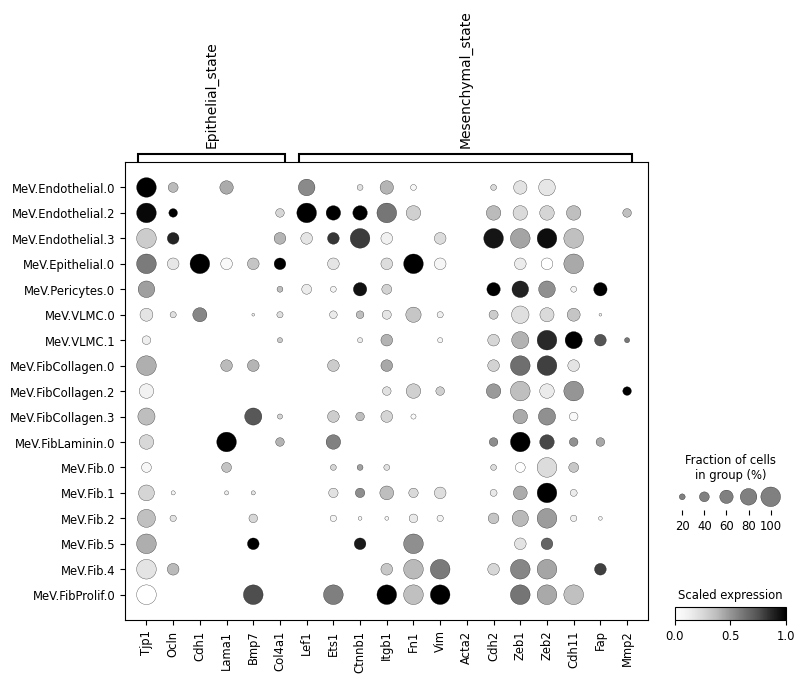 Epithelial_state
Mesenchymal_state
MeV.Endothelial.0
MeV.Endothelial.2
MeV.Endothelial.3
MeV.Epithelial.0
MeV.Pericytes.0
MeV.VLMC.0
MeV.VLMC.1
MeV.FibCollagen.0
MeV.FibCollagen.2
MeV.FibCollagen.3
MeV.FibLaminin.0
MeV.Fib.0
MeV.Fib.1
MeV.Fib.2
MeV.Fib.5
MeV.Fib.4
MeV.FibProlif.0
Tjp1
Ocln
Cdh1
Lama1
Bmp7
Col4a1
Lef1
Ets1
Ctnnb1
Itgb1
Fn1
Vim
Acta2
Cdh2
Zeb1
Zeb2
Cdh11
Fap
Mmp2
Fraction of cells
in group (%)
20 40 60 80 100
Scaled expression
0.0 0.5 1.0